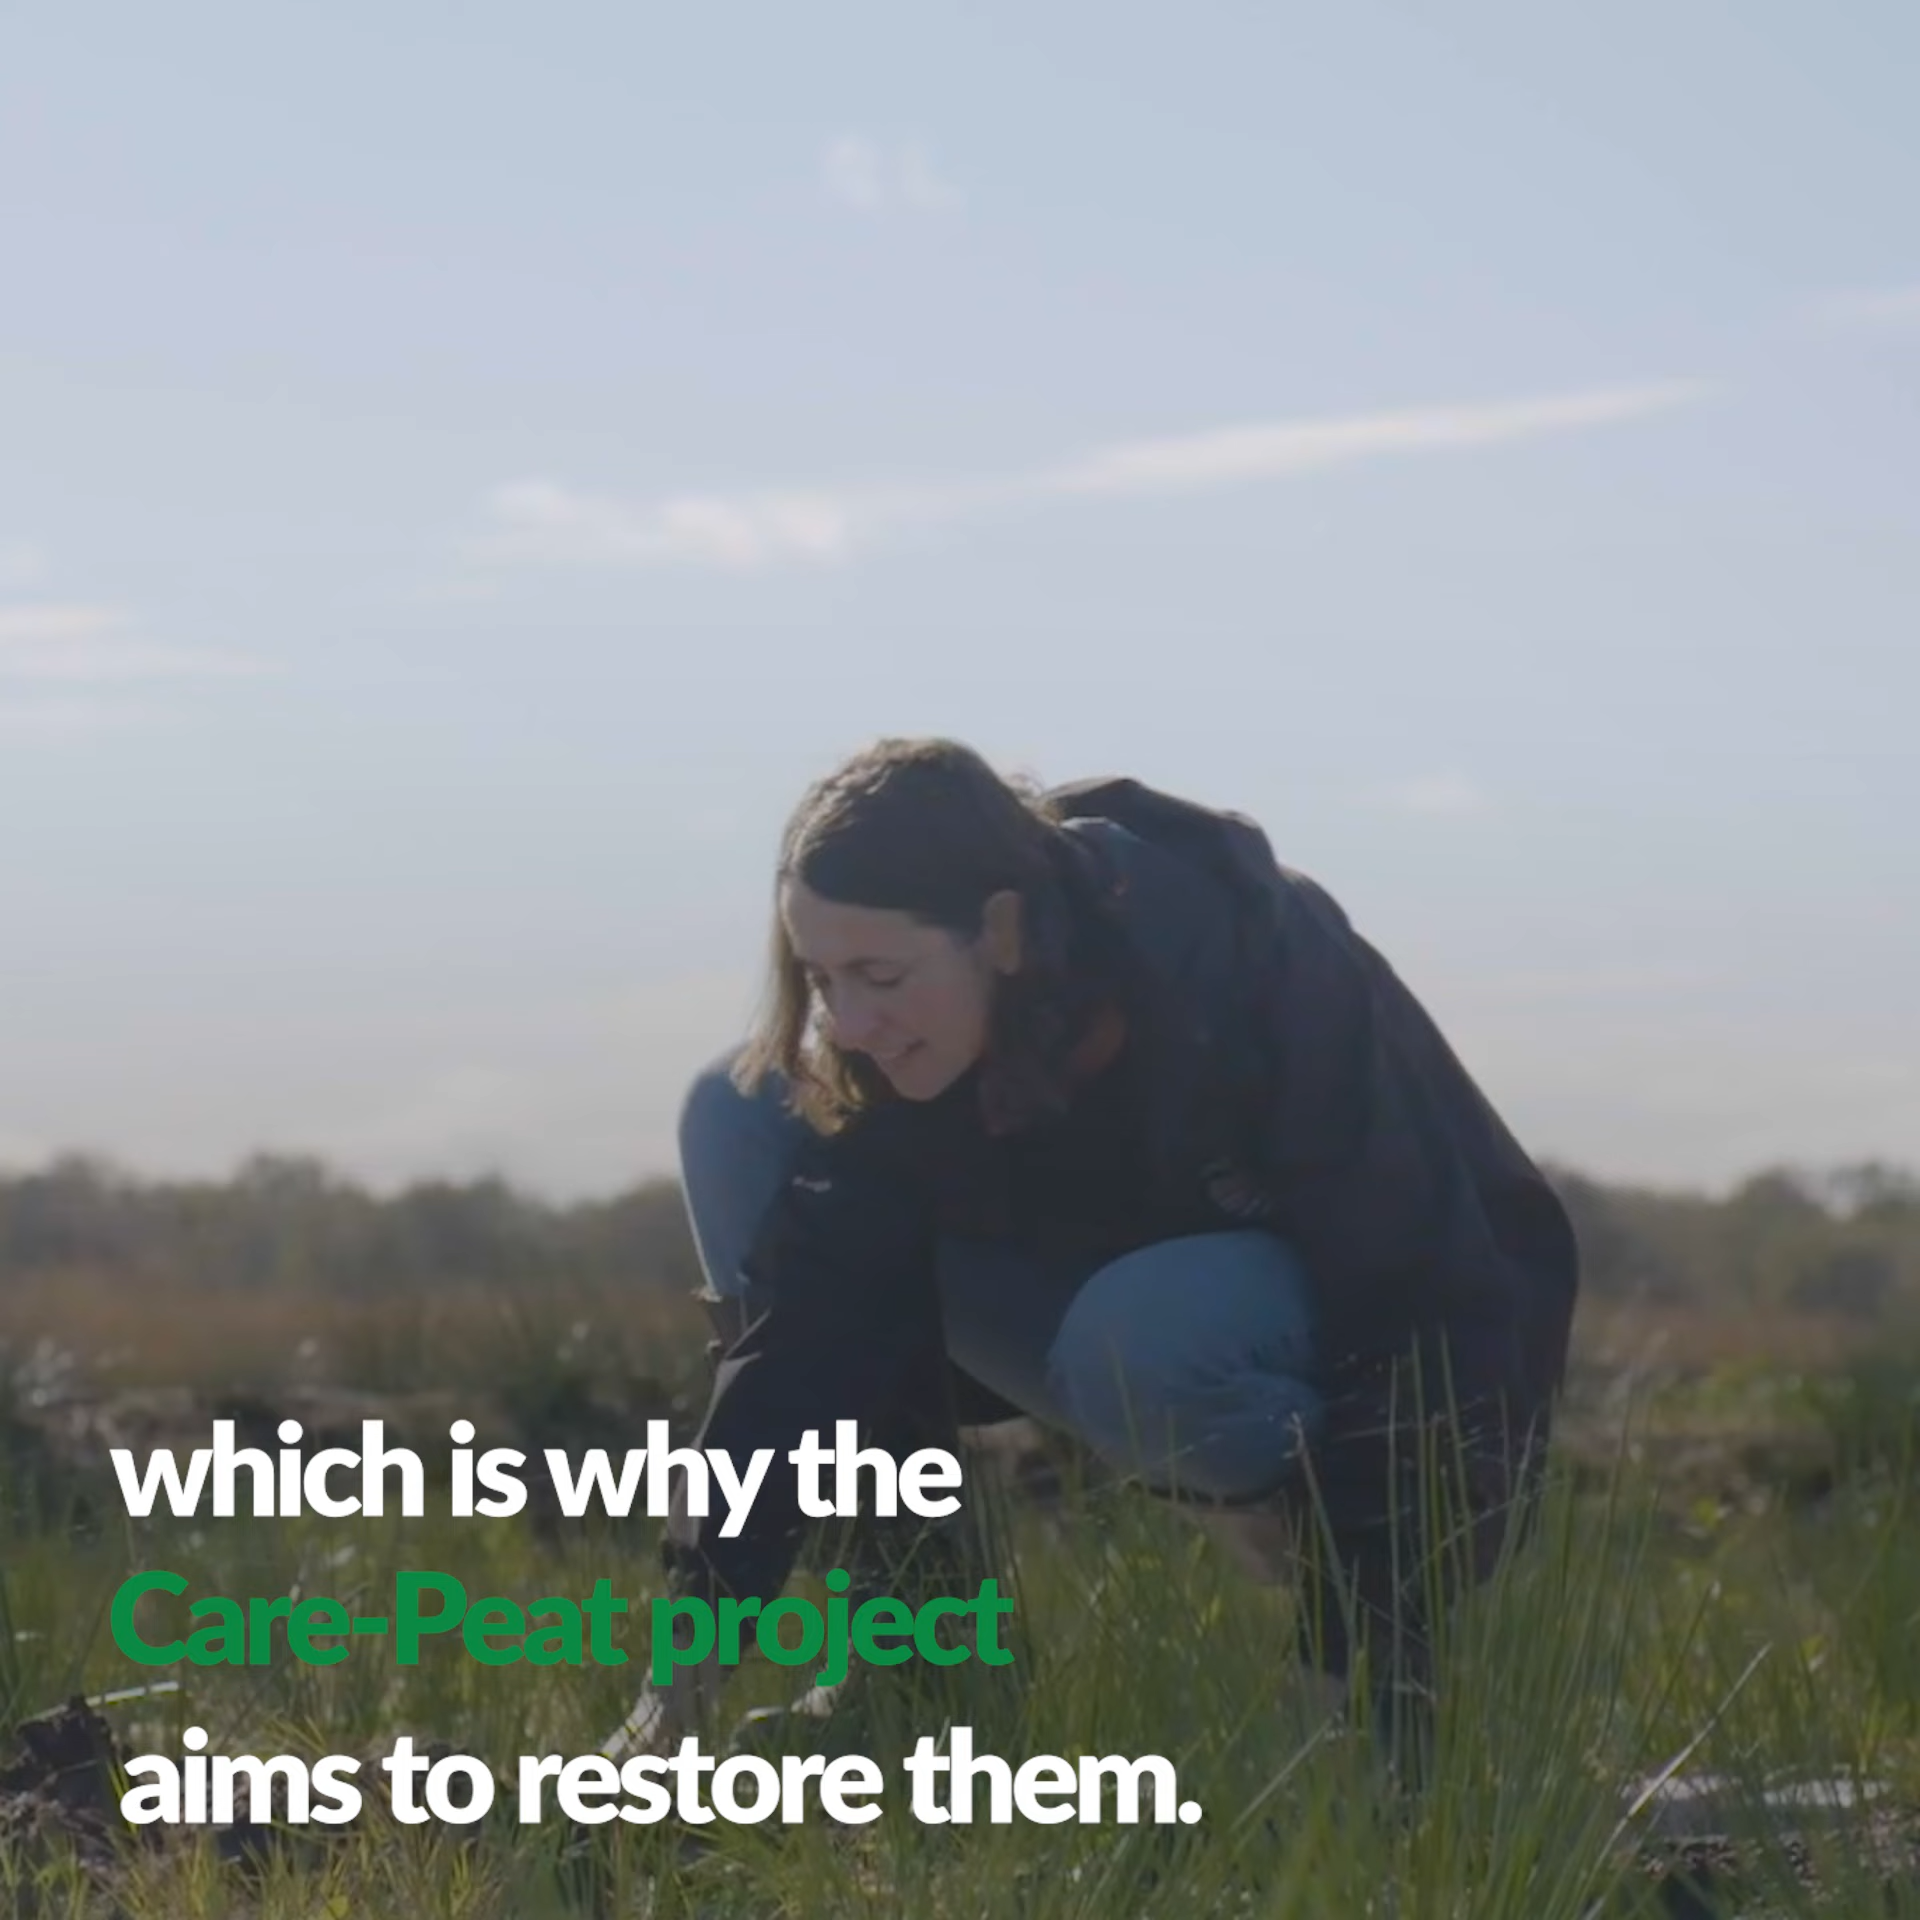 which is why the
Care-Peat project
aims to restore them.